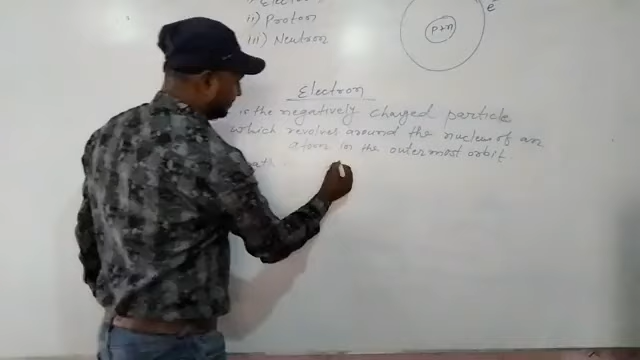 ii) Proton
iii) Neutron
P+n
e-
Electron
is the negatively charged particle
which revolves around the nucleus of an
atom in the outermost orbit